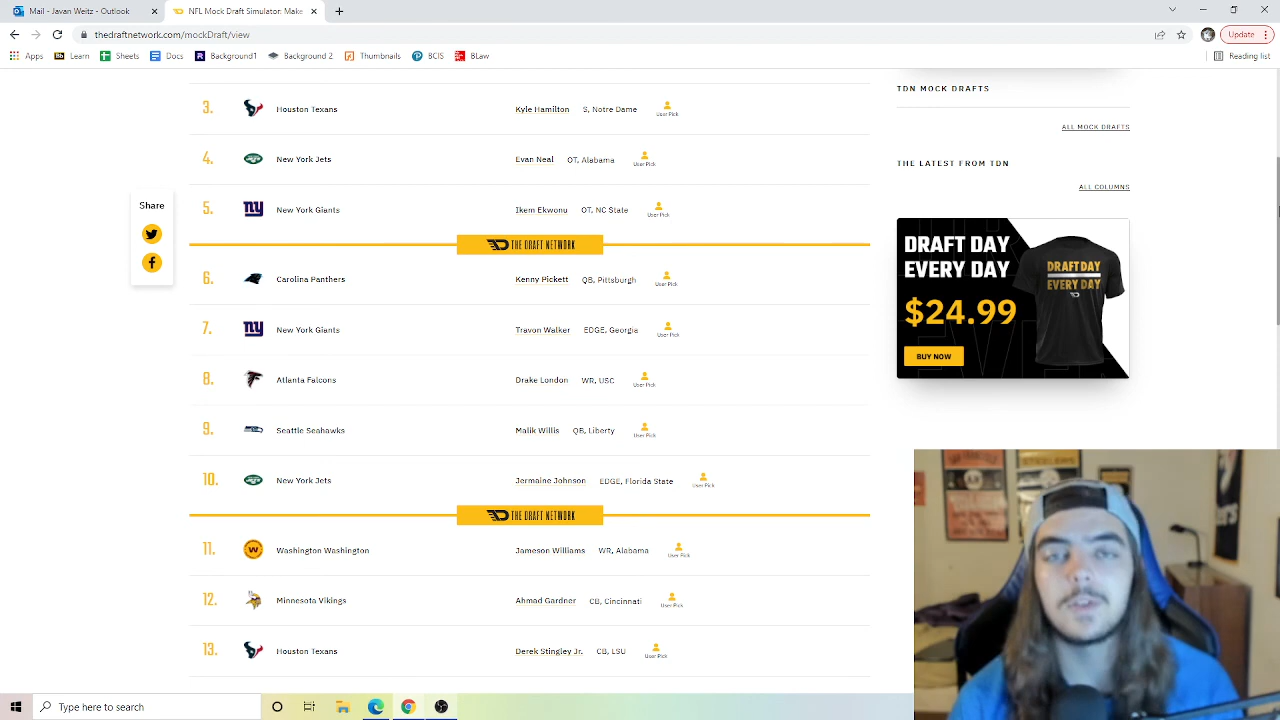 Mail - Javan Learn - Outlook
NFL Mock Draft Simulator - Make
thedraftnetwork.com/mockDraft/view
Update
Apps
Learn
Sheets
Docs
Background1
Background 2
Thumbnails
BCIS
BLaw
Reading list
3. Houston Texans Kyle Hamilton S, Notre Dame User Pick
4. New York Jets Evan Neal OT, Alabama User Pick
5. New York Giants Ikem Ekwonu OT, NC State User Pick
THE DRAFT NETWORK
6. Carolina Panthers Kenny Pickett QB, Pittsburgh User Pick
7. New York Giants Travon Walker EDGE, Georgia User Pick
8. Atlanta Falcons Drake London WR, USC User Pick
9. Seattle Seahawks Malik Willis QB, Liberty User Pick
10. New York Jets Jermaine Johnson EDGE, Florida State User Pick
THE DRAFT NETWORK
11. Washington Washington Jameson Williams WR, Alabama User Pick
12. Minnesota Vikings Ahmad Gardner CB, Cincinnati User Pick
13. Houston Texans Derek Stingley Jr. CB, LSU User Pick
Share
TDN MOCK DRAFTS
ALL MOCK DRAFTS
THE LATEST FROM TDN
ALL COLUMNS
DRAFT DAY
EVERY DAY
$24.99
BUY NOW
DRAFT DAY
EVERY DAY
STEELERS
Type here to search